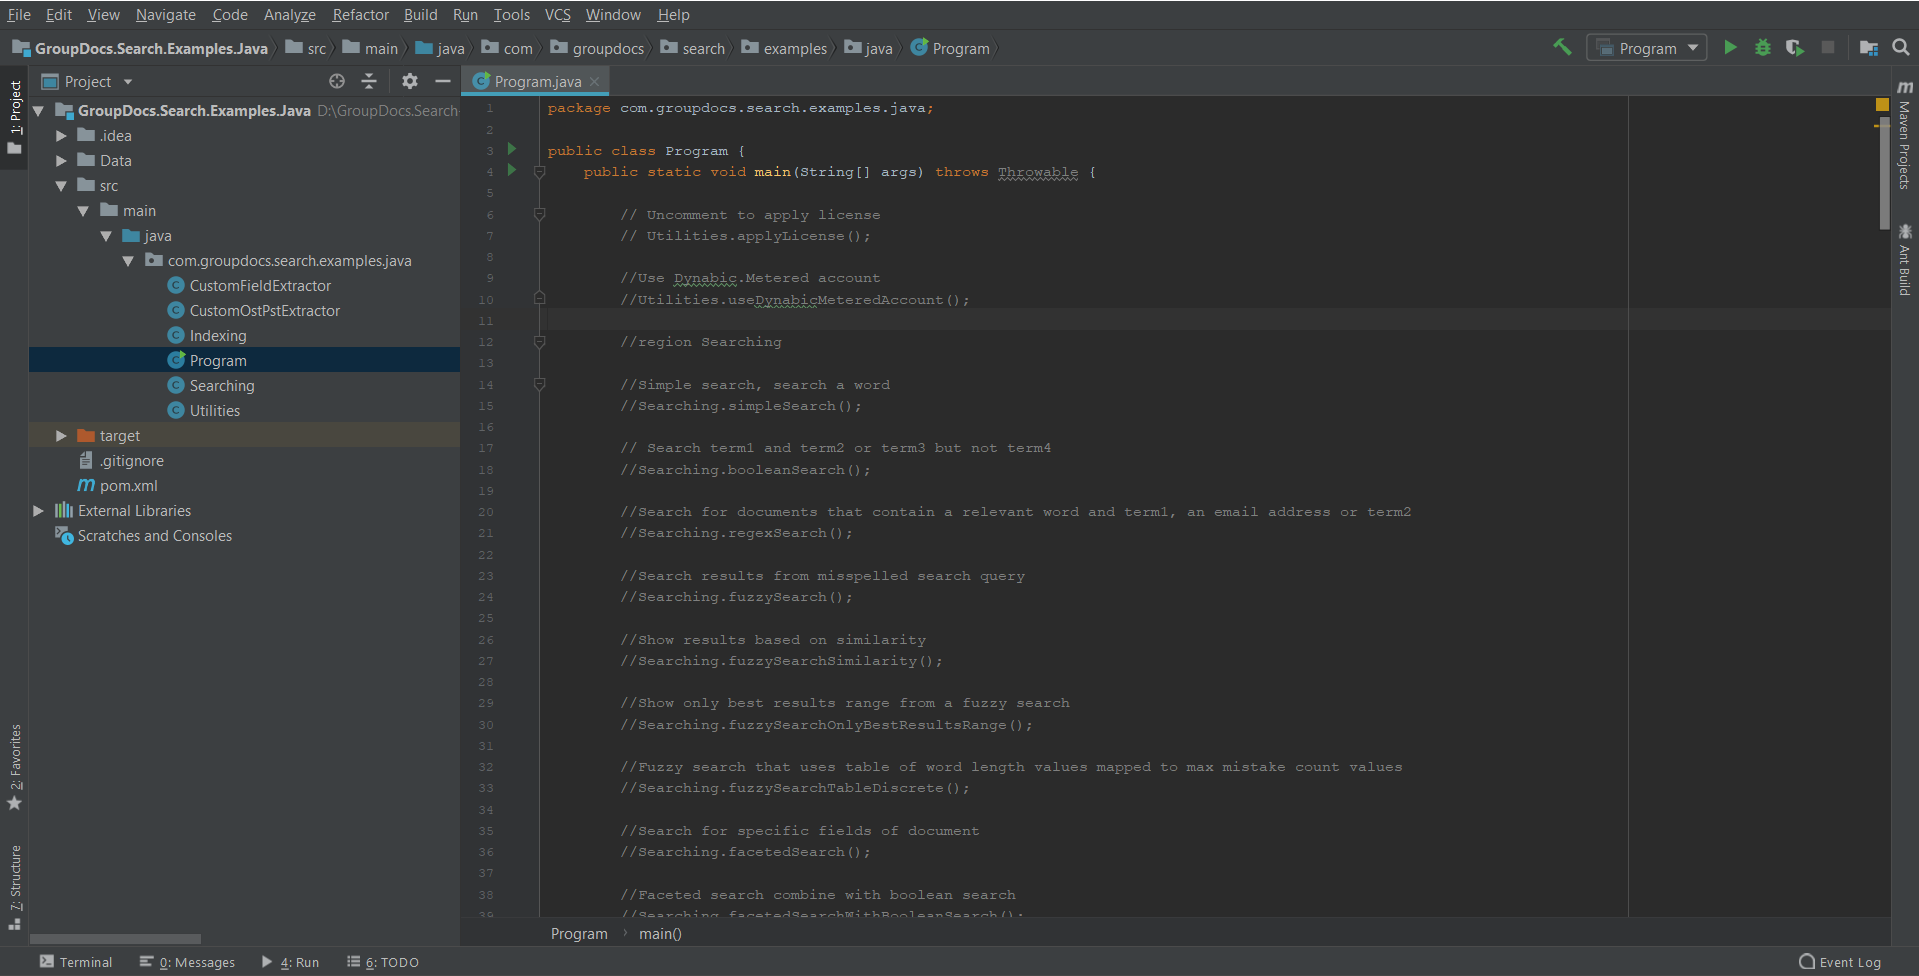 File Edit View Navigate Code Analyze Refactor Build Run Tools VCS Window Help
GroupDocs.Search.Examples.Java src main java com groupdocs search examples java Program
Program
1: Project
Project
GroupDocs.Search.Examples.Java D:\GroupDocs.Search-
.idea
Data
src
main
java
com.groupdocs.search.examples.java
CustomFieldExtractor
CustomOstPstExtractor
Indexing
Program
Searching
Utilities
target
.gitignore
pom.xml
External Libraries
Scratches and Consoles
2: Favorites
7: Structure
Program.java
1 package com.groupdocs.search.examples.java;
2
3 public class Program {
4 public static void main(String[] args) throws Throwable {
5
6 // Uncomment to apply license
7 // Utilities.applyLicense();
8
9 //Use Dynabic.Metered account
10 //Utilities.useDynabicMeteredAccount();
11
12 //region Searching
13
14 //Simple search, search a word
15 //Searching.simpleSearch();
16
17 // Search term1 and term2 or term3 but not term4
18 //Searching.booleanSearch();
19
20 //Search for documents that contain a relevant word and term1, an email address or term2
21 //Searching.regexSearch();
22
23 //Search results from misspelled search query
24 //Searching.fuzzySearch();
25
26 //Show results based on similarity
27 //Searching.fuzzySearchSimilarity();
28
29 //Show only best results range from a fuzzy search
30 //Searching.fuzzySearchOnlyBestResultsRange();
31
32 //Fuzzy search that uses table of word length values mapped to max mistake count values
33 //Searching.fuzzySearchTableDiscrete();
34
35 //Search for specific fields of document
36 //Searching.facetedSearch();
37
38 //Faceted search combine with boolean search
39 //Searching.facetedSearchWithBooleanSearch();
Program main()
Maven Projects
Ant Build
Terminal 0: Messages 4: Run 6: TODO Event Log